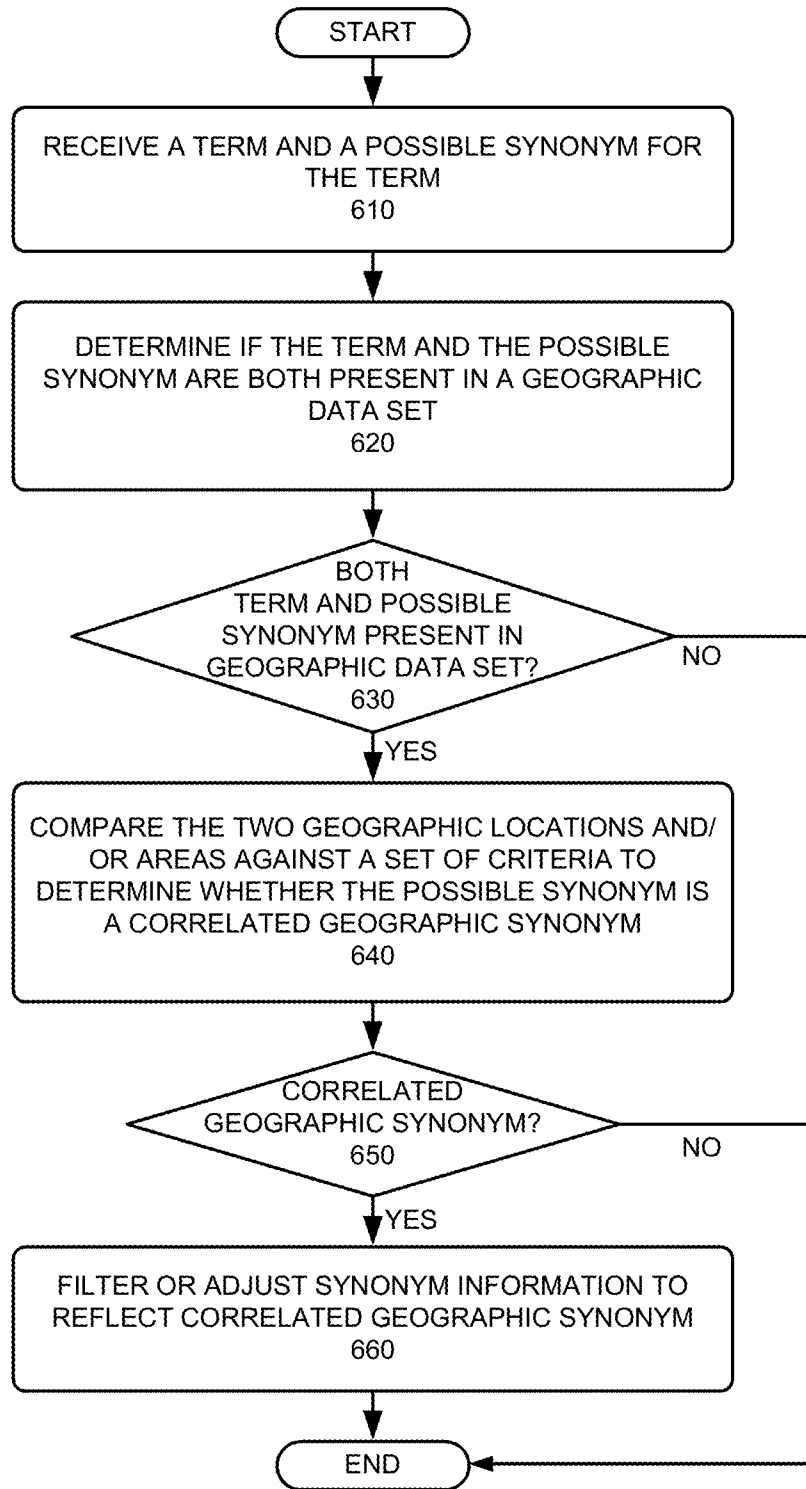 START
RECEIVE A TERM AND A POSSIBLE SYNONYM FOR
THE TERM
610
DETERMINE IF THE TERM AND THE POSSIBLE
SYNONYM ARE BOTH PRESENT IN A GEOGRAPHIC
DATA SET
620
BOTH
TERM AND POSSIBLE
SYNONYM PRESENT IN
GEOGRAPHIC DATA SET?
630
NO
YES
COMPARE THE TWO GEOGRAPHIC LOCATIONS AND/
OR AREAS AGAINST A SET OF CRITERIA TO
DETERMINE WHETHER THE POSSIBLE SYNONYM IS
A CORRELATED GEOGRAPHIC SYNONYM
640
CORRELATED
GEOGRAPHIC SYNONYM?
650
NO
YES
FILTER OR ADJUST SYNONYM INFORMATION TO
REFLECT CORRELATED GEOGRAPHIC SYNONYM
660
END